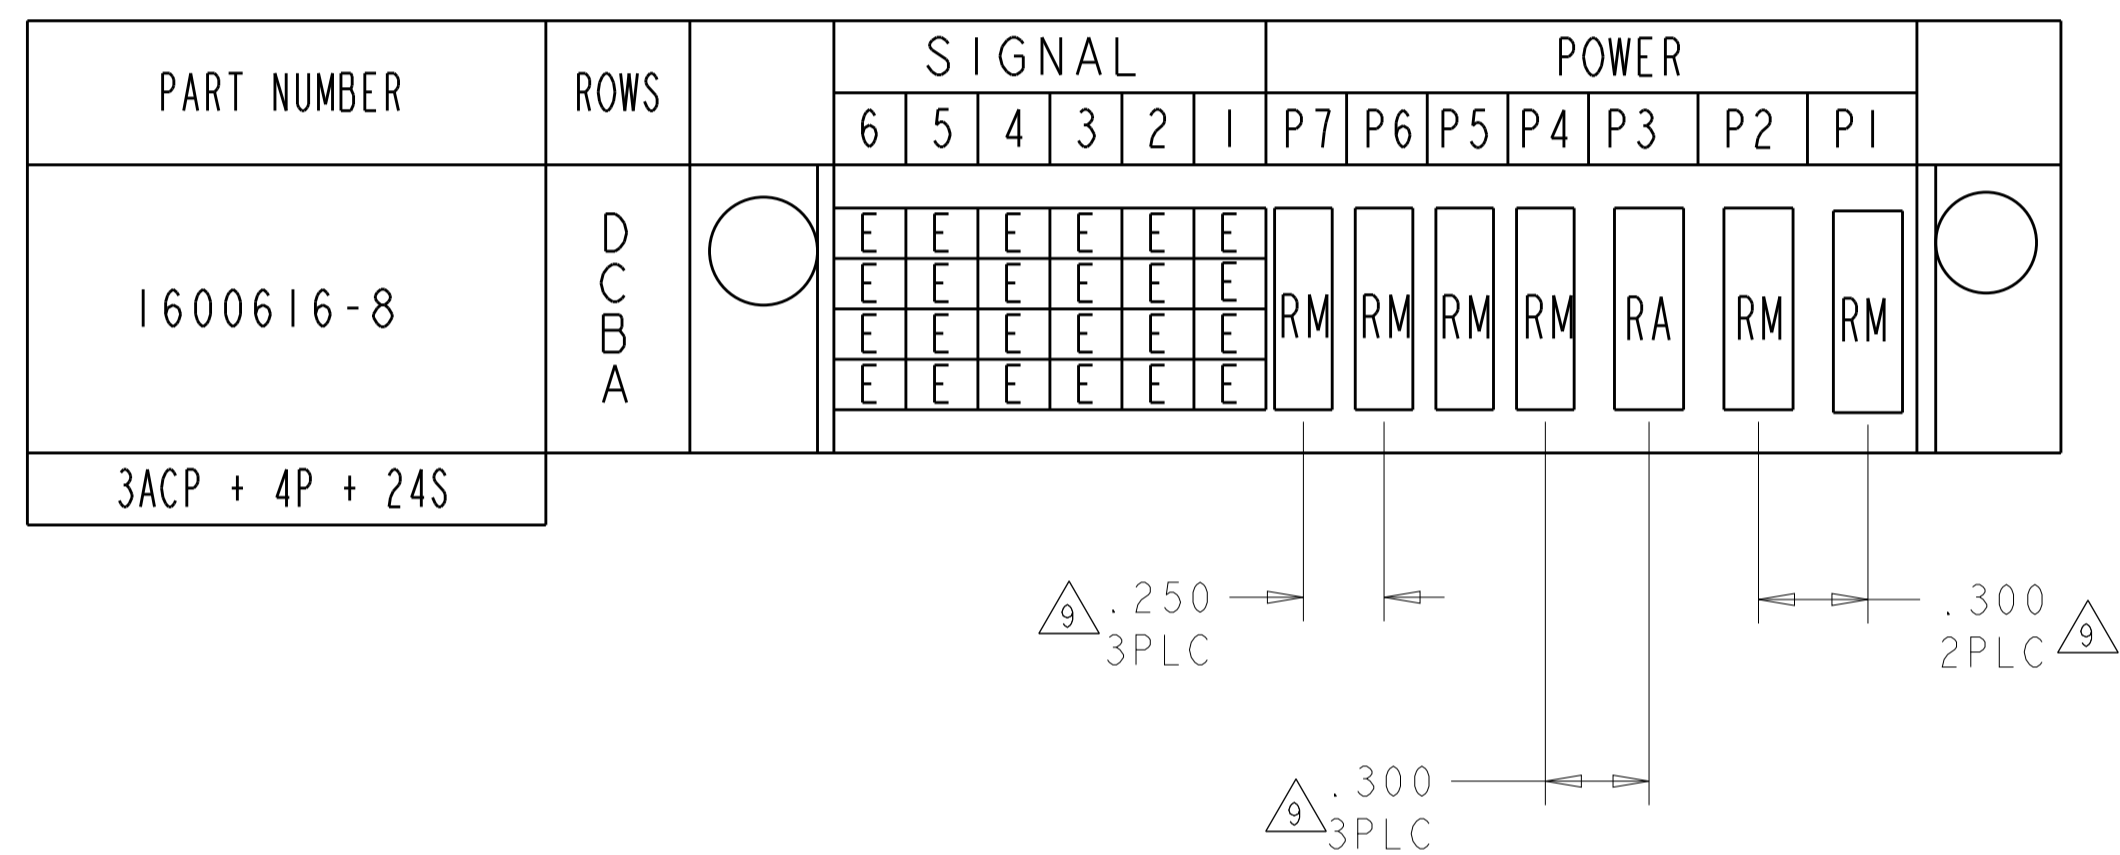 PART NUMBER ROWS SIGNAL POWER
6 5 4 3 2 1 P7 P6 P5 P4 P3 P2 P1
D E E E E E E
C E E E E E E
1600616-8 RM RM RM RM RA RM RM
B E E E E E E
A E E E E E E
3ACP + 4P + 24S
9 .250
3PLC
.300
2PLC 9
9 .300
3PLC